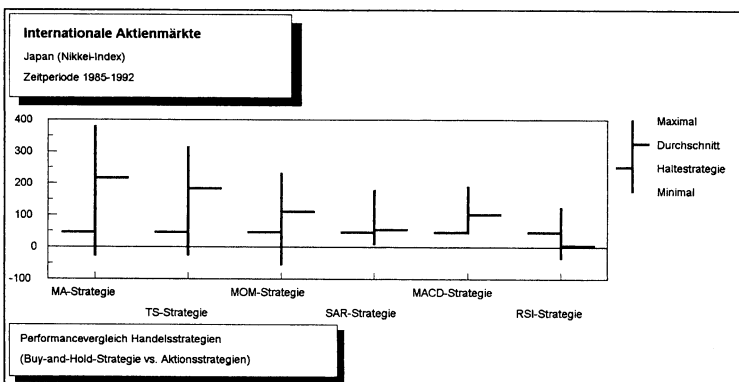 Internationale Aktienmärkte
Japan (Nikkei-Index)
Zeitperiode 1985-1992
400
300
200
100
0
-100
Maximal
Durchschnitt
Haltestrategie
Minimal
MA-Strategie
MOM-Strategie
MACD-Strategie
TS-Strategie
SAR-Strategie
RSI-Strategie
Performancevergleich Handelsstrategien
(Buy-and-Hold-Strategie vs. Aktionsstrategien)